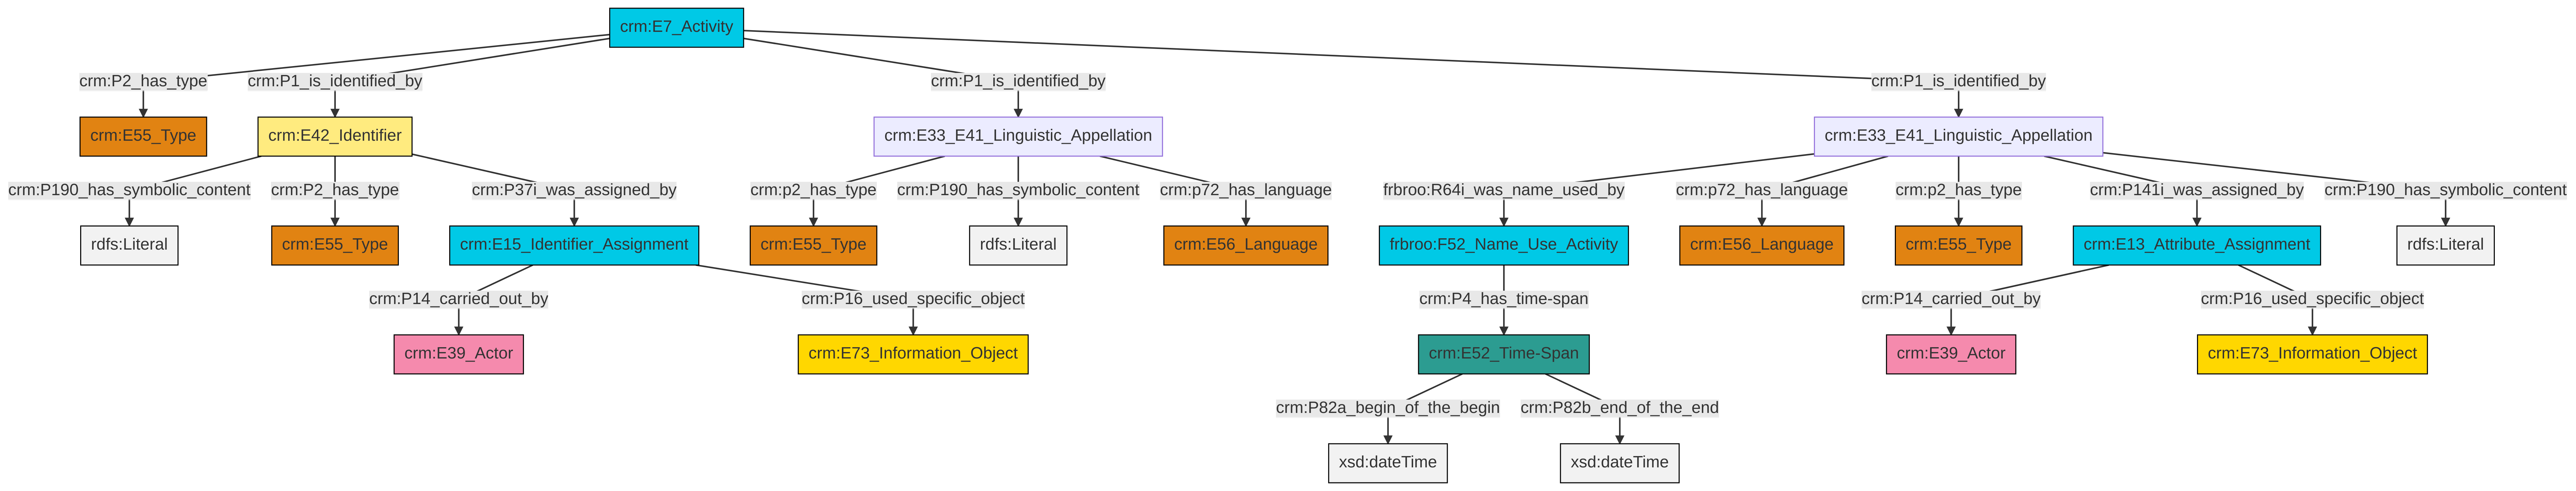 crm:E7_Activity
crm:P2_has_type
crm:P1_is_identified_by
crm:P1_is_identified_by
crm:P1_is_identified_by
crm:E55_Type
crm:E42_Identifier
crm:E33_E41_Linguistic_Appellation
crm:E33_E41_Linguistic_Appellation
crm:P190_has_symbolic_content
crm:P2_has_type
crm:P37i_was_assigned_by
crm:p2_has_type
crm:P190_has_symbolic_content
crm:p72_has_language
frbroo:R64i_was_name_used_by
crm:p72_has_language
crm:p2_has_type
crm:P141i_was_assigned_by
crm:P190_has_symbolic_content
rdfs:Literal
crm:E55_Type
crm:E15_Identifier_Assignment
crm:E55_Type
rdfs:Literal
crm:E56_Language
frbroo:F52_Name_Use_Activity
crm:E56_Language
crm:E55_Type
crm:E13_Attribute_Assignment
rdfs:Literal
crm:P14_carried_out_by
crm:P16_used_specific_object
crm:P4_has_time-span
crm:P14_carried_out_by
crm:P16_used_specific_object
crm:E39_Actor
crm:E73_Information_Object
crm:E52_Time-Span
crm:E39_Actor
crm:E73_Information_Object
crm:P82a_begin_of_the_begin
crm:P82b_end_of_the_end
xsd:dateTime
xsd:dateTime